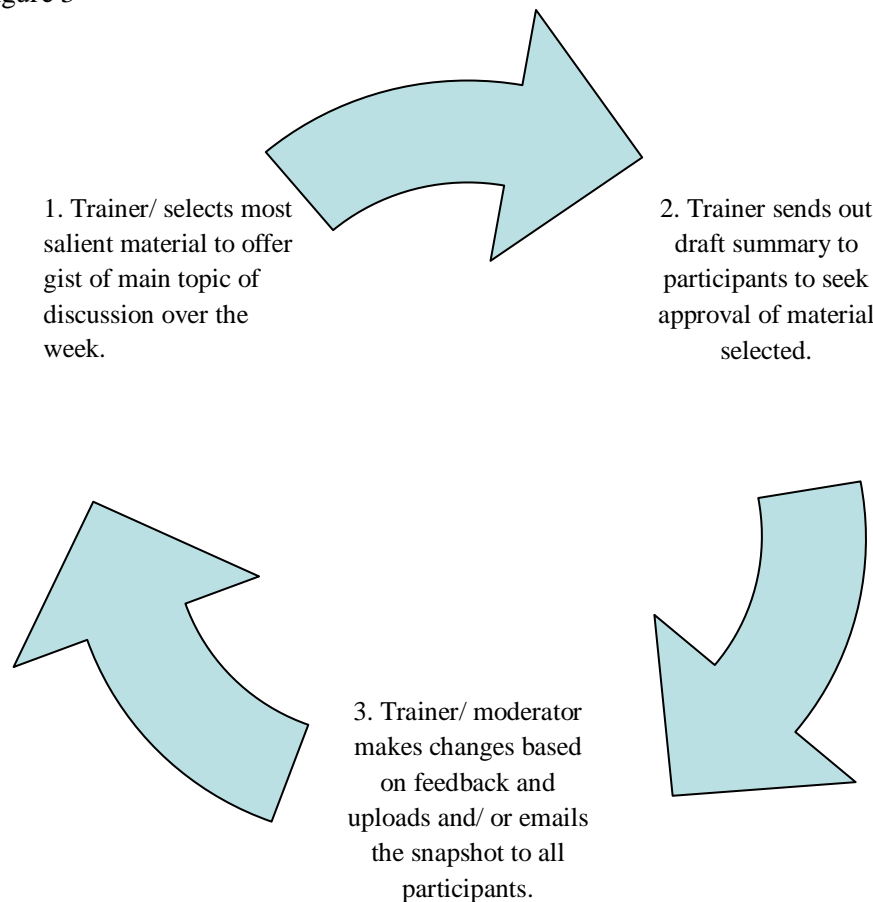 1. Trainer/ selects most
salient material to offer
gist of main topic of
discussion over the
week.
2. Trainer sends out
draft summary to
participants to seek
approval of material
selected.
3. Trainer/ moderator
makes changes based
on feedback and
uploads and/ or emails
the snapshot to all
participants.